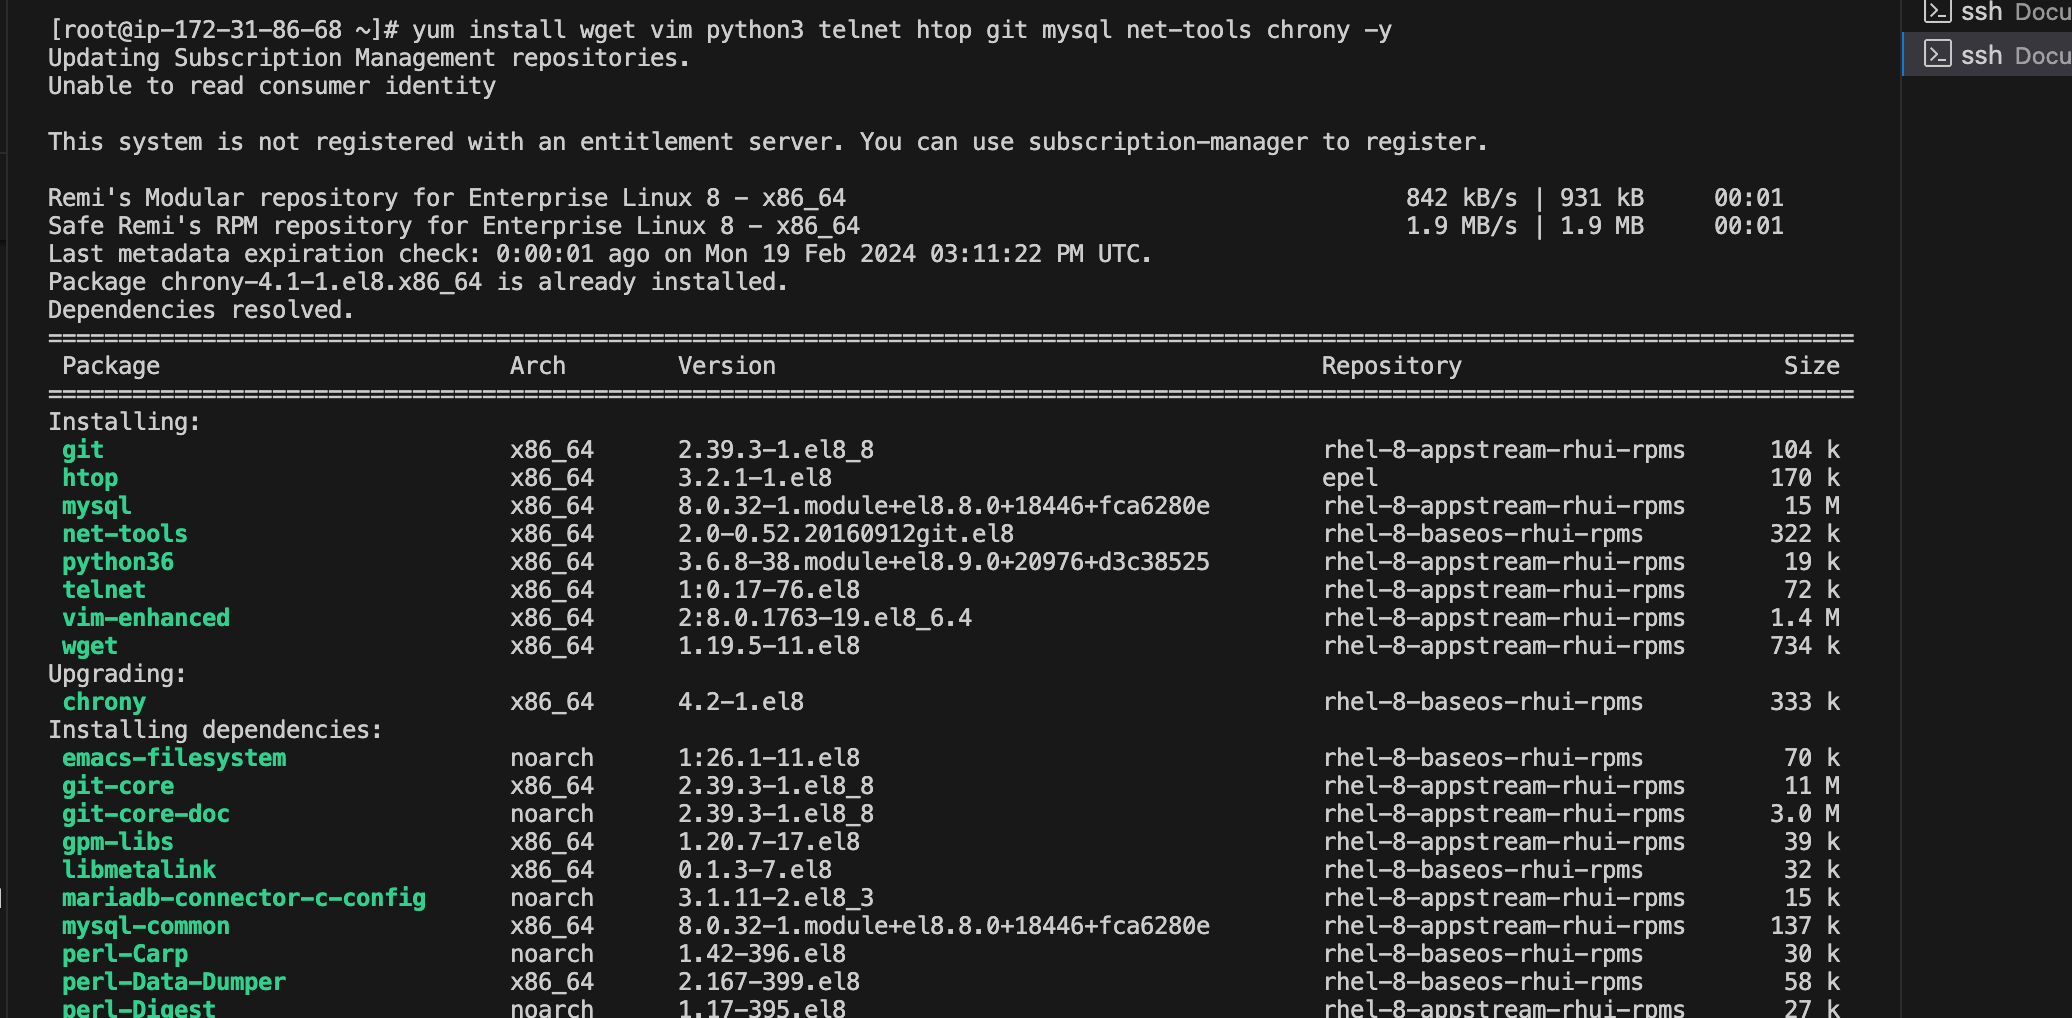 [root@ip-172-31-86-68 ~]# yum install wget vim python3 telnet htop git mysql net-tools chrony -y
Updating Subscription Management repositories.
Unable to read consumer identity
This system is not registered with an entitlement server. You can use subscription-manager to register.
Remi's Modular repository for Enterprise Linux 8 - x86_64 842 kB/s | 931 kB 00:01
Safe Remi's RPM repository for Enterprise Linux 8 - x86_64 1.9 MB/s | 1.9 MB 00:01
Last metadata expiration check: 0:00:01 ago on Mon 19 Feb 2024 03:11:22 PM UTC.
Package chrony-4.1-1.el8.x86_64 is already installed.
Dependencies resolved.
Package Arch Version Repository Size
Installing:
git x86_64 2.39.3-1.el8_8 rhel-8-appstream-rhui-rpms 104 k
htop x86_64 3.2.1-1.el8 epel 170 k
mysql x86_64 8.0.32-1.module+el8.8.0+18446+fca6280e rhel-8-appstream-rhui-rpms 15 M
net-tools x86_64 2.0-0.52.20160912git.el8 rhel-8-baseos-rhui-rpms 322 k
python36 x86_64 3.6.8-38.module+el8.9.0+20976+d3c38525 rhel-8-appstream-rhui-rpms 19 k
telnet x86_64 1:0.17-76.el8 rhel-8-appstream-rhui-rpms 72 k
vim-enhanced x86_64 2:8.0.1763-19.el8_6.4 rhel-8-appstream-rhui-rpms 1.4 M
wget x86_64 1.19.5-11.el8 rhel-8-appstream-rhui-rpms 734 k
Upgrading:
chrony x86_64 4.2-1.el8 rhel-8-baseos-rhui-rpms 333 k
Installing dependencies:
emacs-filesystem noarch 1:26.1-11.el8 rhel-8-baseos-rhui-rpms 70 k
git-core x86_64 2.39.3-1.el8_8 rhel-8-appstream-rhui-rpms 11 M
git-core-doc noarch 2.39.3-1.el8_8 rhel-8-appstream-rhui-rpms 3.0 M
gpm-libs x86_64 1.20.7-17.el8 rhel-8-appstream-rhui-rpms 39 k
libmetalink x86_64 0.1.3-7.el8 rhel-8-baseos-rhui-rpms 32 k
mariadb-connector-c-config noarch 3.1.11-2.el8_3 rhel-8-appstream-rhui-rpms 15 k
mysql-common x86_64 8.0.32-1.module+el8.8.0+18446+fca6280e rhel-8-appstream-rhui-rpms 137 k
perl-Carp noarch 1.42-396.el8 rhel-8-baseos-rhui-rpms 30 k
perl-Data-Dumper x86_64 2.167-399.el8 rhel-8-baseos-rhui-rpms 58 k
perl-Digest noarch 1.17-395.el8 rhel-8-appstream-rhui-rpms 27 k
ssh Docu
ssh Docu